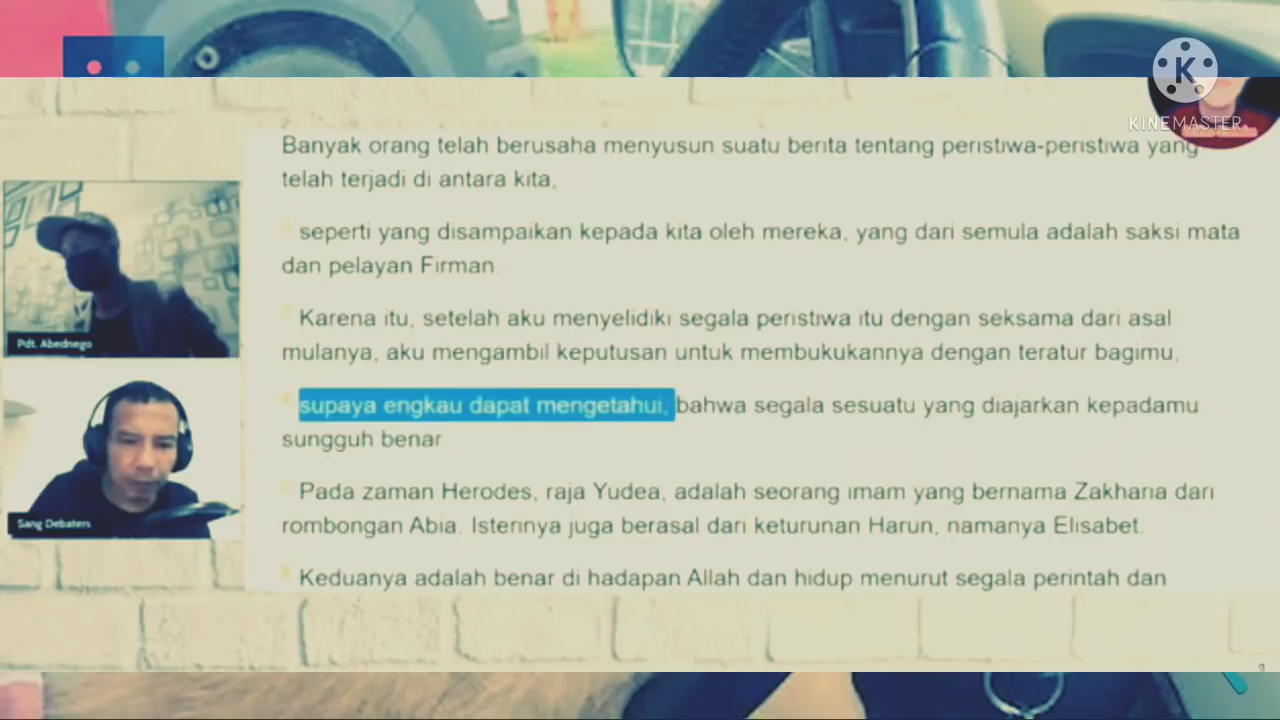 KINEMASTER
Banyak orang telah berusaha menyusun suatu berita tentang peristiwa-peristiwa yang
telah terjadi di antara kita,
seperti yang disampaikan kepada kita oleh mereka, yang dari semula adalah saksi mata
dan pelayan Firman.
Karena itu, setelah aku menyelidiki segala peristiwa itu dengan seksama dari asal
mulanya, aku mengambil keputusan untuk membukukannya dengan teratur bagimu,
supaya engkau dapat mengetahui, bahwa segala sesuatu yang diajarkan kepadamu
sungguh benar
Pada zaman Herodes, raja Yudea, adalah seorang imam yang bernama Zakharia dari
rombongan Abia. Isterinya juga berasal dari keturunan Harun, namanya Elisabet.
Keduanya adalah benar di hadapan Allah dan hidup menurut segala perintah dan
Pdt. Abednego
Sang Debaters